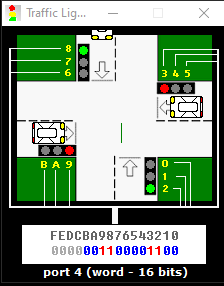 Traffic Lig...
8
7
6
3 4 5
B A 9
0
1
2
FEDCBA9876543210
0000001100001100
port 4 (word - 16 bits)